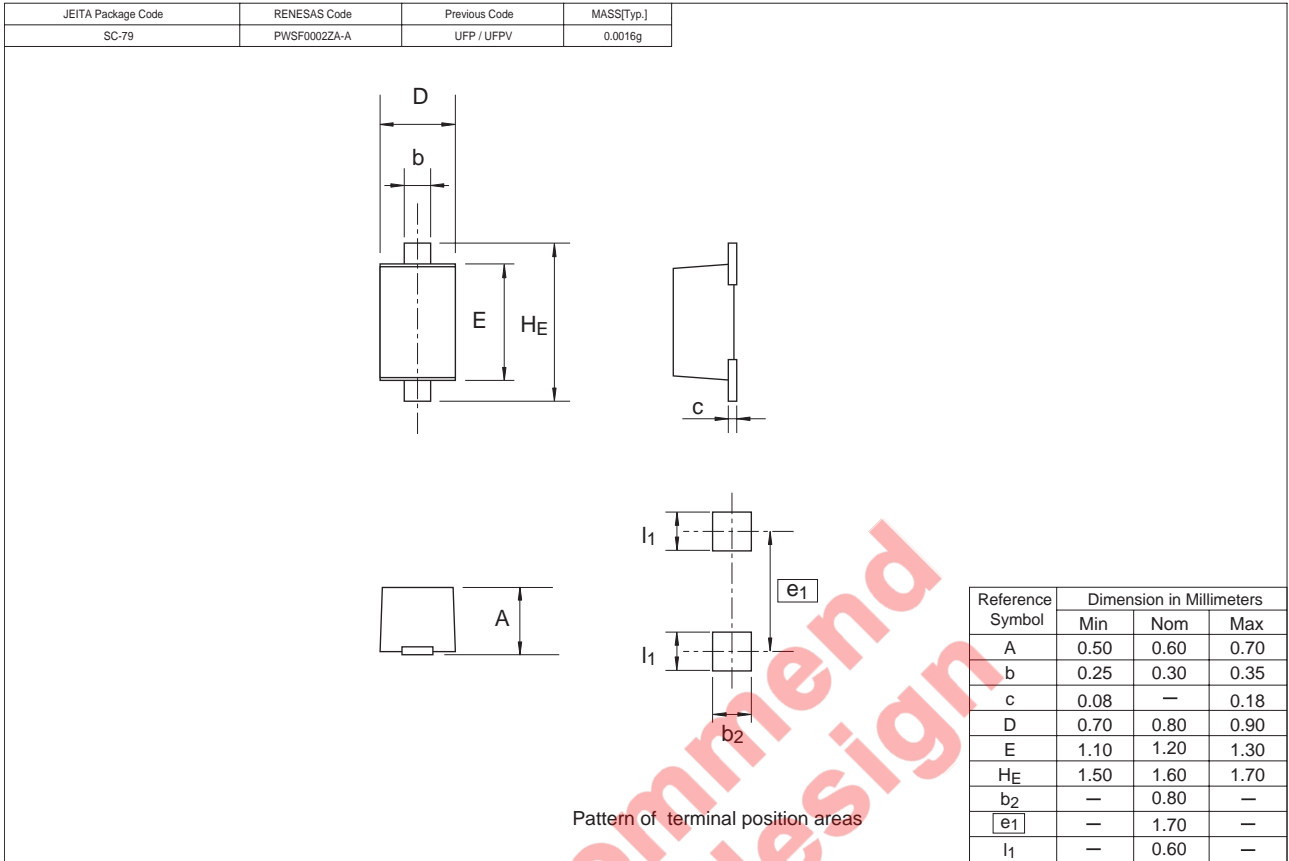 JEITA Package Code RENESAS Code Previous Code MASS[Typ.]
SC-79 PWSF0002ZA-A UFP / UFPV 0.0016g
D
b
E
HE
c
l1
e1
A
l1
b2
Pattern of terminal position areas
ommend
design
Reference Symbol Dimension in Millimeters
Min Nom Max
A 0.50 0.60 0.70
b 0.25 0.30 0.35
c 0.08 — 0.18
D 0.70 0.80 0.90
E 1.10 1.20 1.30
HE 1.50 1.60 1.70
b2 — 0.80 —
e1 — 1.70 —
l1 — 0.60 —